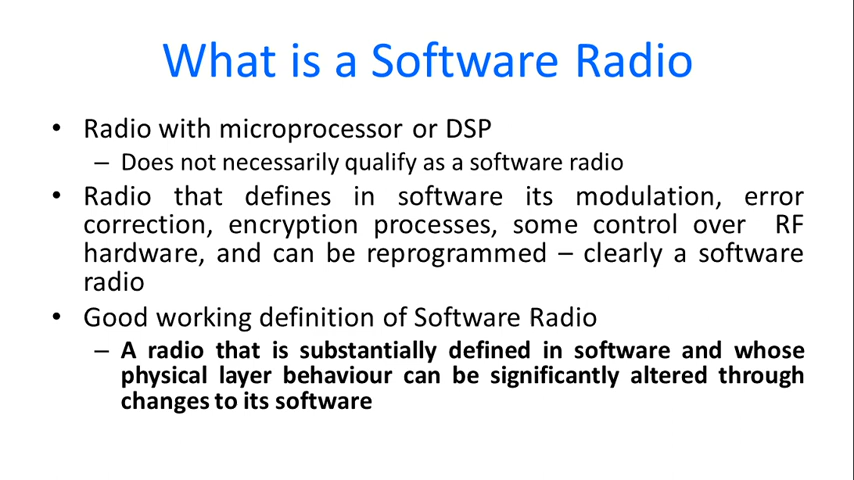 What is a Software Radio
• Radio with microprocessor or DSP
– Does not necessarily qualify as a software radio
• Radio that defines in software its modulation, error
correction, encryption processes, some control over RF
hardware, and can be reprogrammed – clearly a software
radio
• Good working definition of Software Radio
– A radio that is substantially defined in software and whose
physical layer behaviour can be significantly altered through
changes to its software